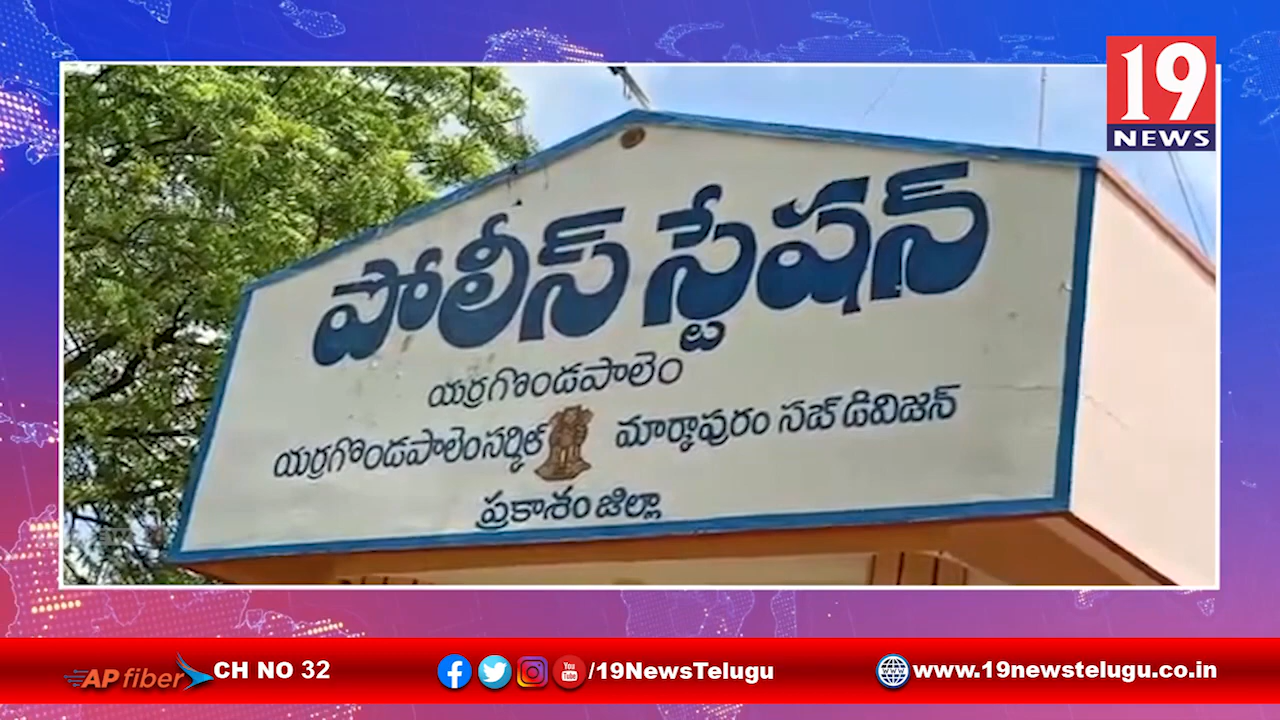 19
NEWS
పోలీస్ స్టేషన్
యర్రగొండపాలెం
యర్రగొండపాలెం సర్కిల్ మార్కాపురం సబ్ డివిజన్
ప్రకాశం జిల్లా
AP fiber CH NO 32 /19NewsTelugu www.19newstelugu.co.in